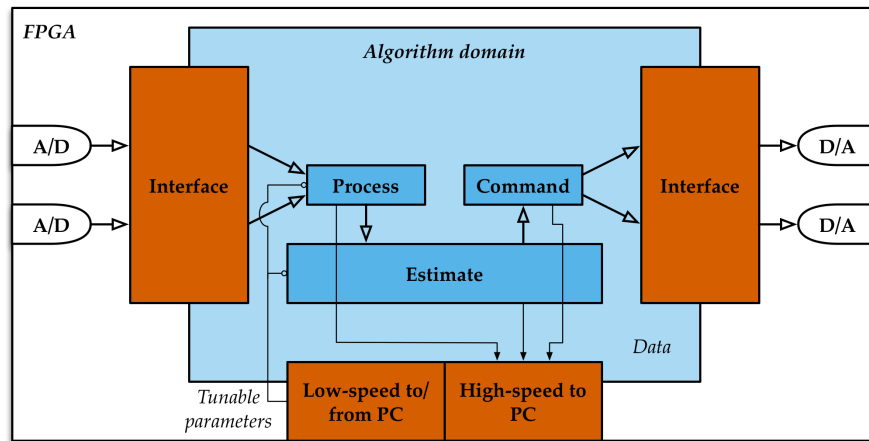 FPGA
Algorithm domain
A/D
A/D
Interface
Process
Command
Interface
D/A
D/A
Estimate
Data
Tunable
parameters
Low-speed to/
from PC
High-speed to
PC